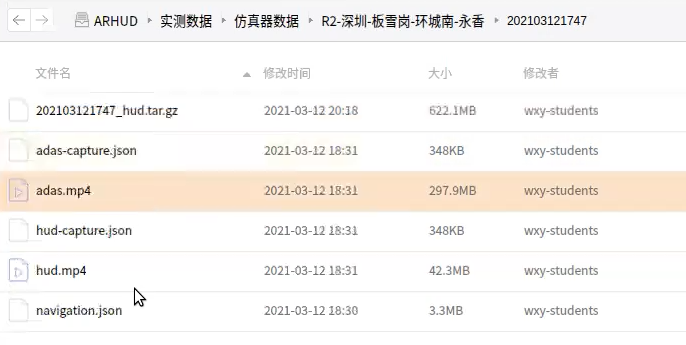 ARHUD 实测数据 仿真器数据 R2-深圳-板雪岗-环城南-永香 202103121747
文件名 修改时间 大小 修改者
202103121747_hud.tar.gz 2021-03-12 20:18 622.1MB wxy-students
adas-capture.json 2021-03-12 18:31 348KB wxy-students
adas.mp4 2021-03-12 18:31 297.9MB wxy-students
hud-capture.json 2021-03-12 18:31 348KB wxy-students
hud.mp4 2021-03-12 18:31 42.3MB wxy-students
navigation.json 2021-03-12 18:30 3.3MB wxy-students